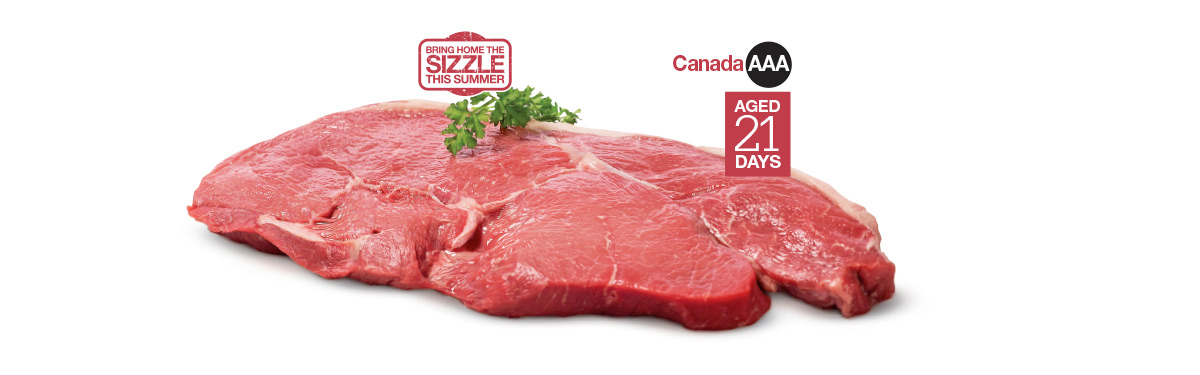 BRING HOME THE
SIZZLE
THIS SUMMER
Canada AAA
AGED
21
DAYS